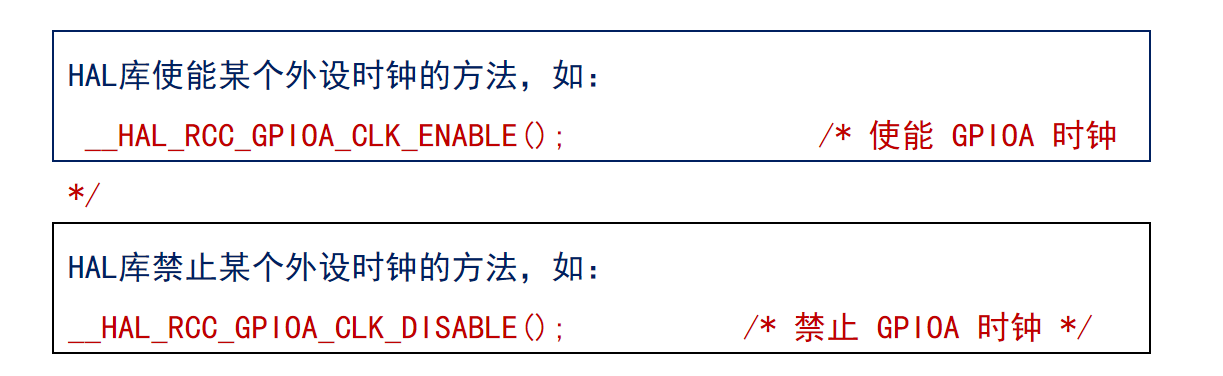 HAL库使能某个外设时钟的方法，如：
__HAL_RCC_GPIOA_CLK_ENABLE(); /* 使能 GPIOA 时钟
*/
HAL库禁止某个外设时钟的方法，如：
__HAL_RCC_GPIOA_CLK_DISABLE(); /* 禁止 GPIOA 时钟 */